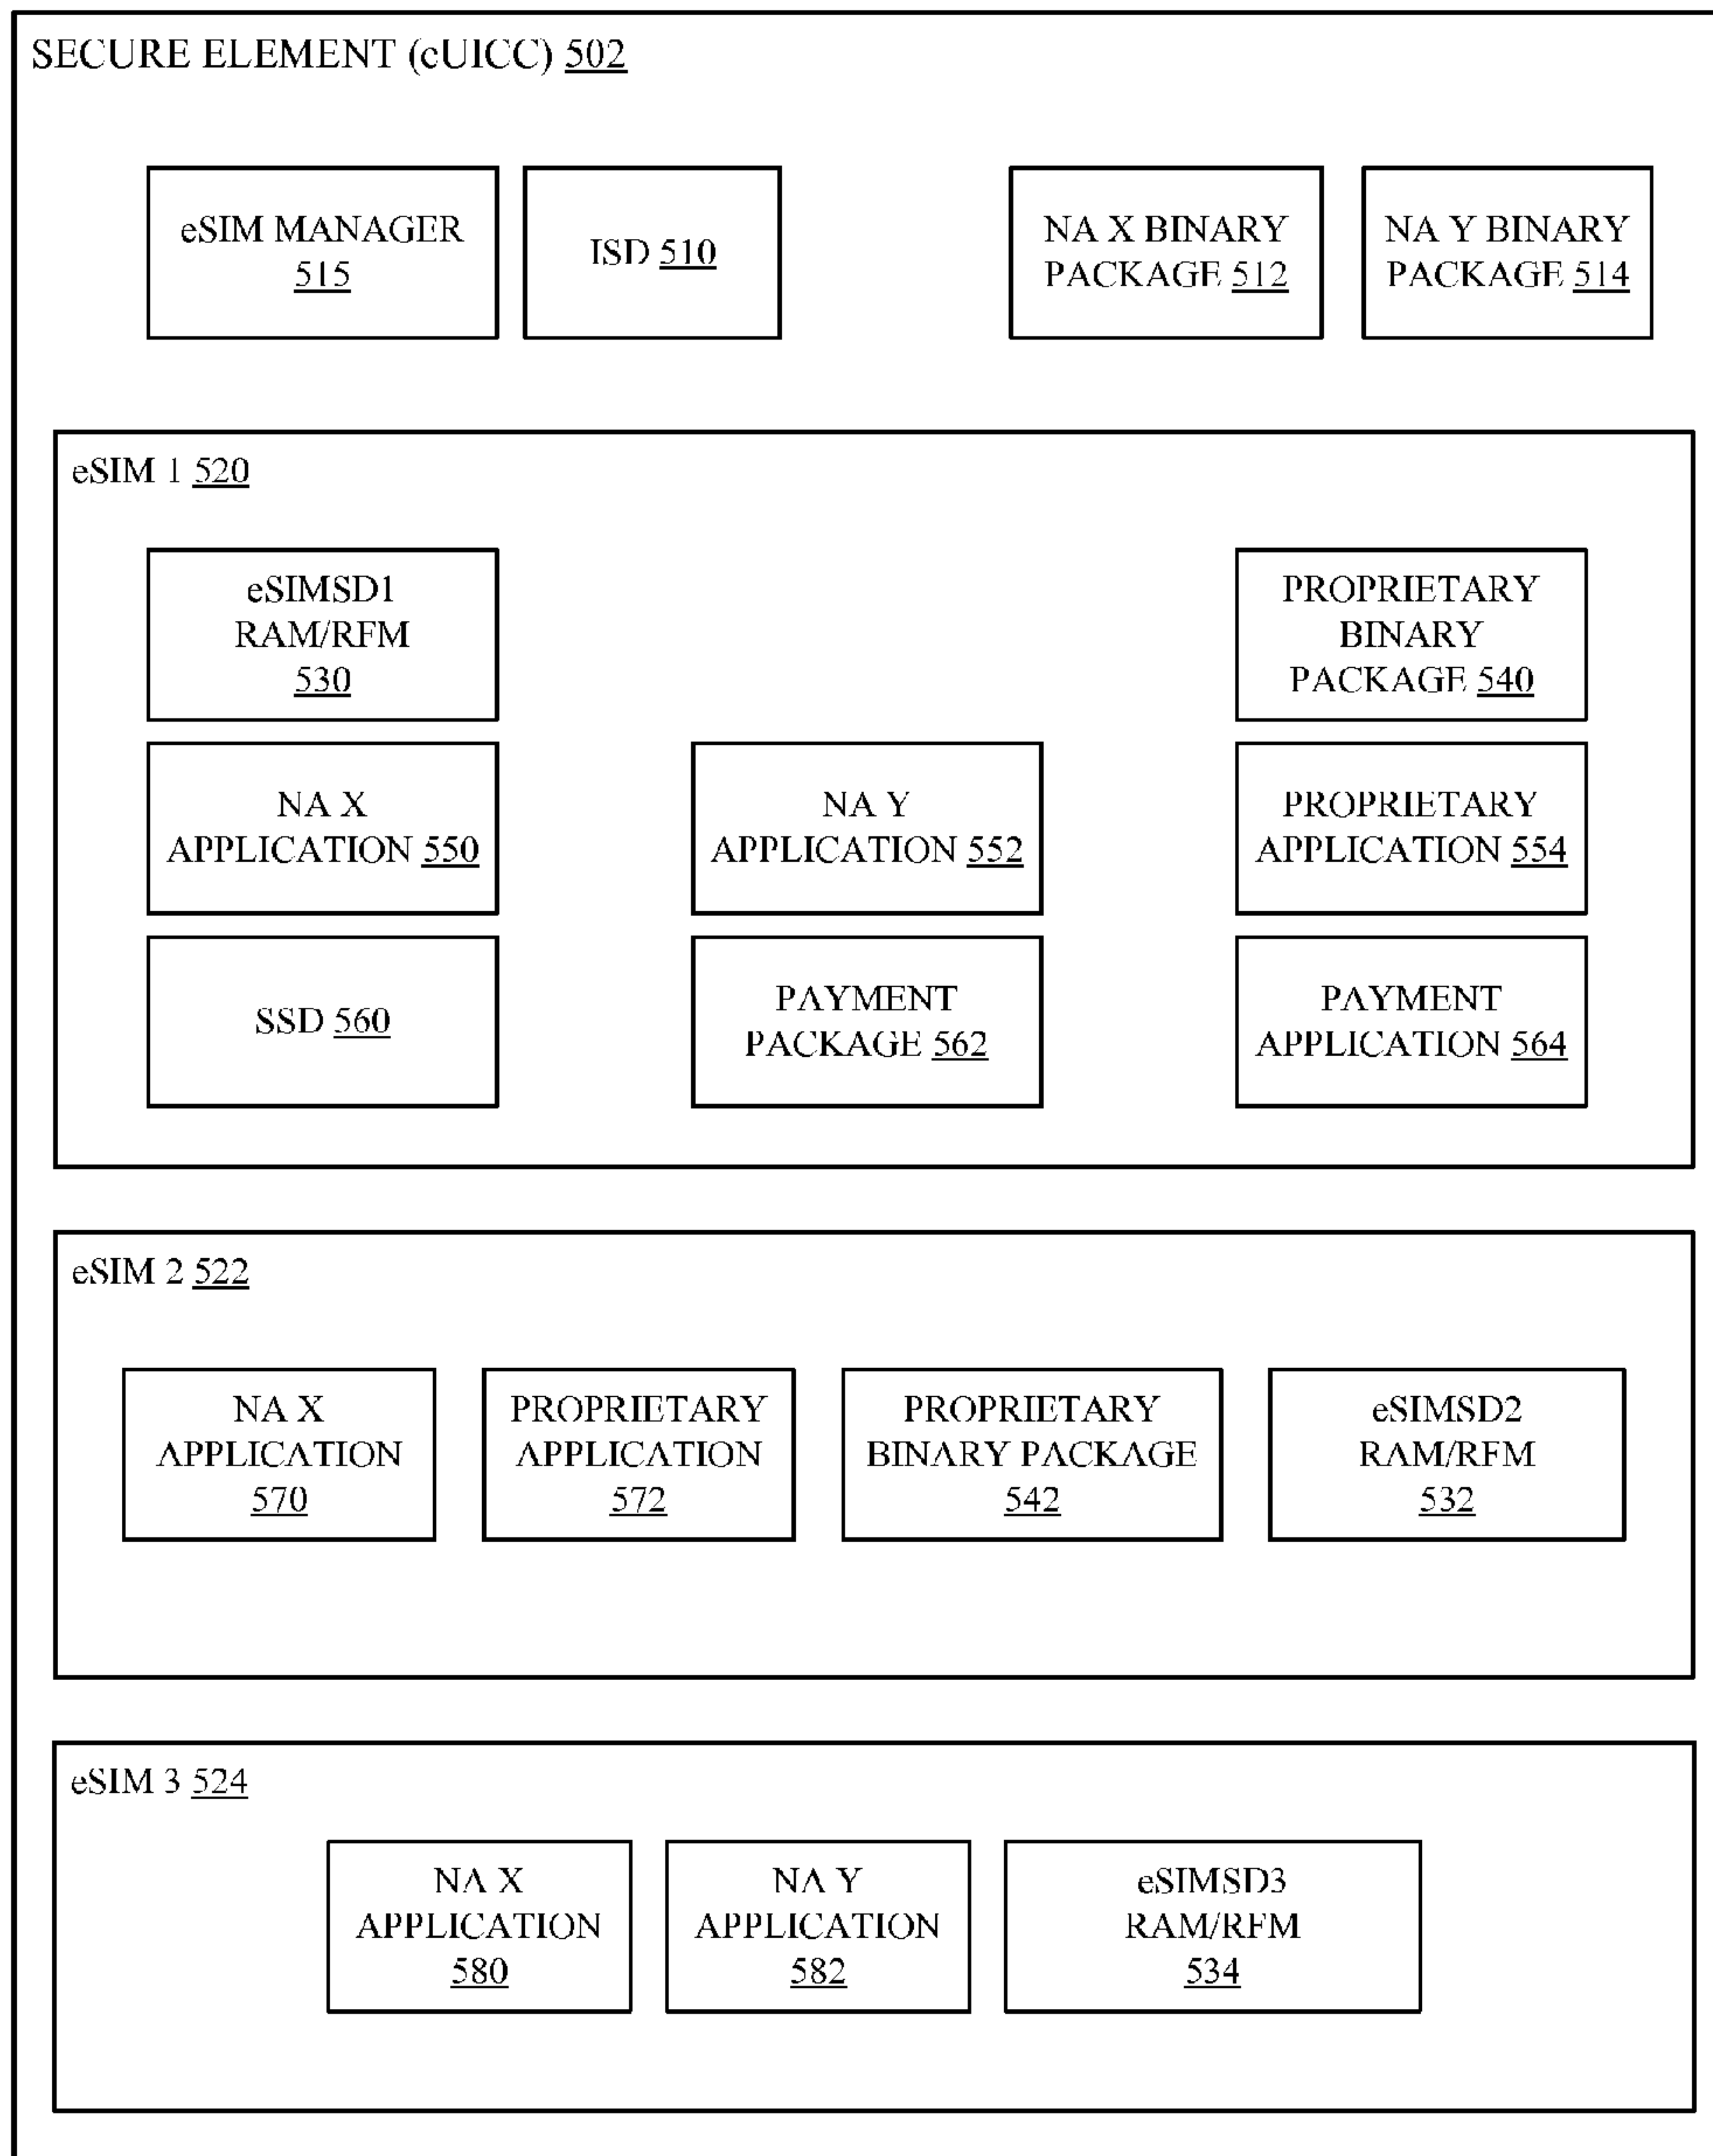 SECURE ELEMENT (eUICC) 502
eSIM MANAGER
515
ISD 510
NA X BINARY
PACKAGE 512
NA Y BINARY
PACKAGE 514
eSIM 1 520
eSIMSD1
RAM/RFM
530
PROPRIETARY
BINARY
PACKAGE 540
NA X
APPLICATION 550
NA Y
APPLICATION 552
PROPRIETARY
APPLICATION 554
SSD 560
PAYMENT
PACKAGE 562
PAYMENT
APPLICATION 564
eSIM 2 522
NA X
APPLICATION
570
PROPRIETARY
APPLICATION
572
PROPRIETARY
BINARY PACKAGE
542
eSIMSD2
RAM/RFM
532
eSIM 3 524
NA X
APPLICATION
580
NA Y
APPLICATION
582
eSIMSD3
RAM/RFM
534